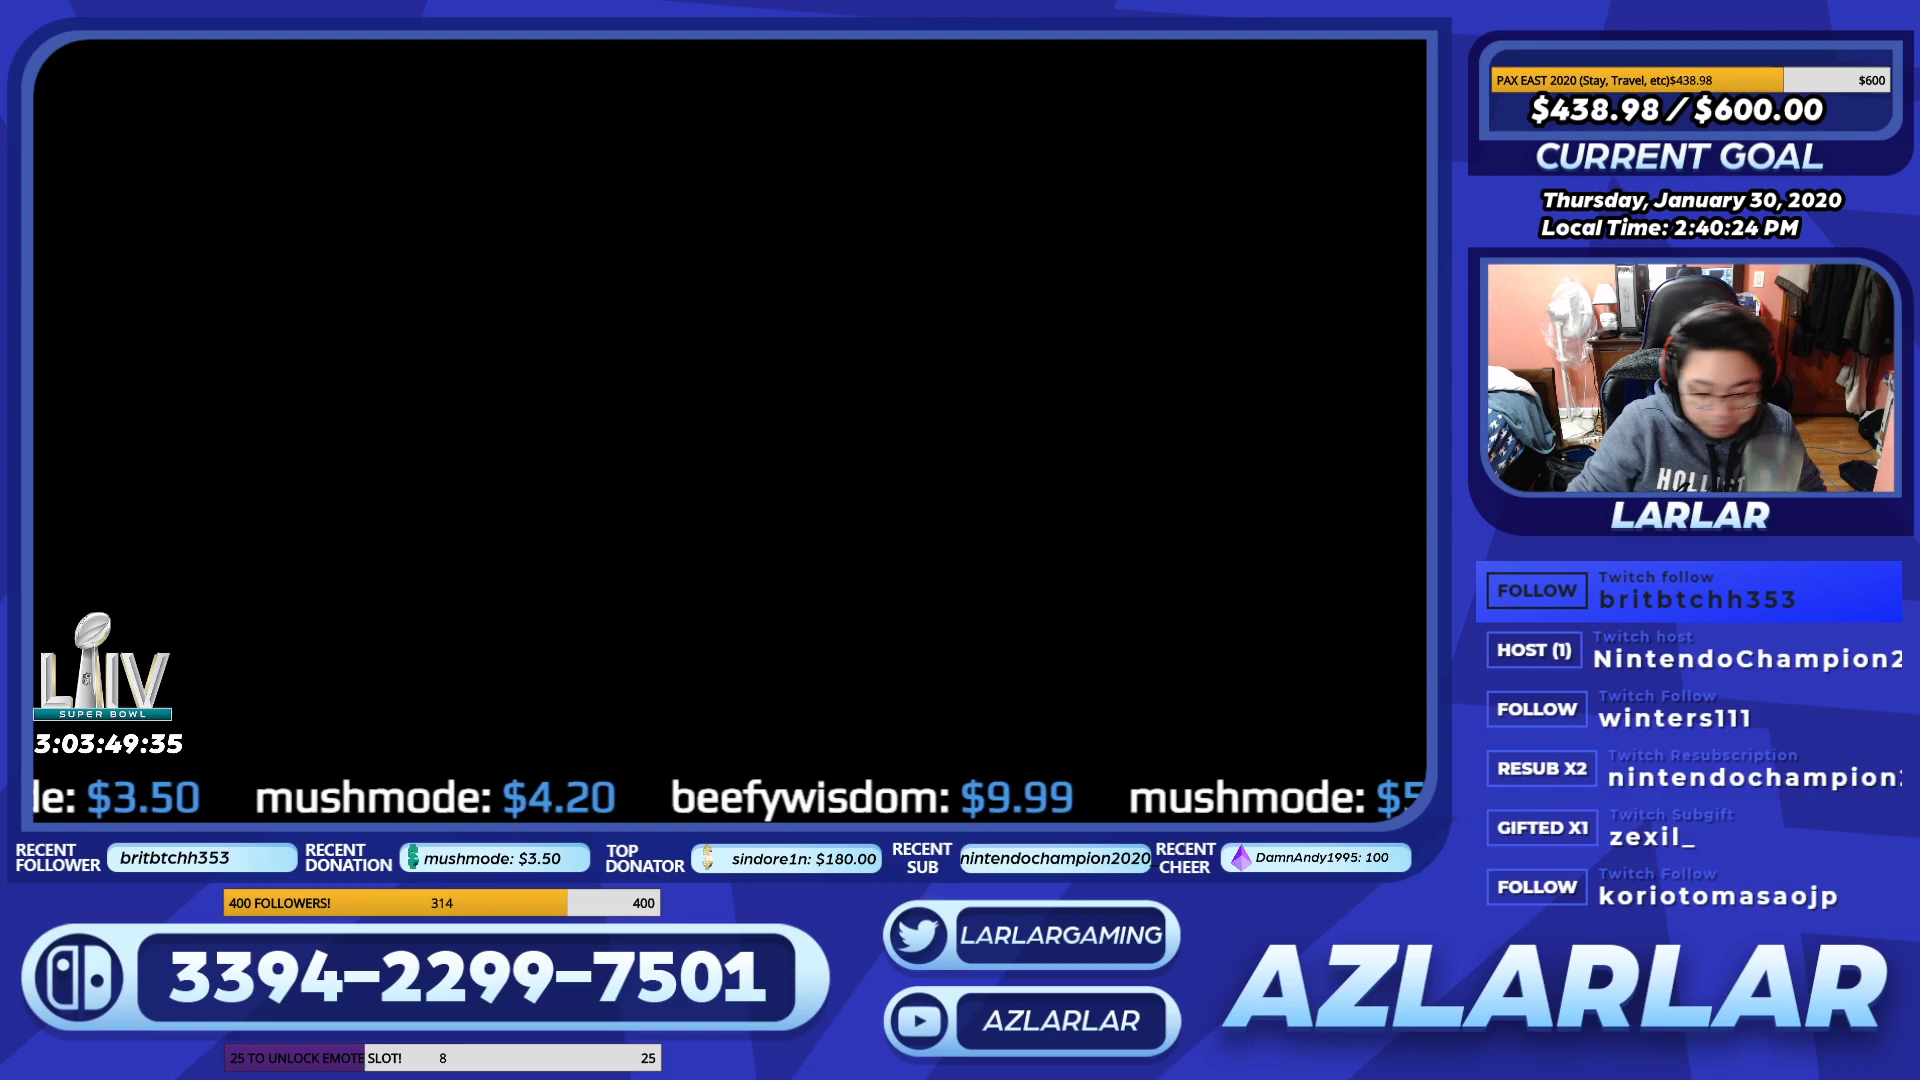 PAX EAST 2020 (Stay, Travel, etc)$438.98 $600
$438.98 / $600.00
CURRENT GOAL
Thursday, January 30, 2020
Local Time: 2:40:24 PM
LARLAR
FOLLOW Twitch follow
britbtchh353
HOST (1) Twitch host
NintendoChampion2
FOLLOW Twitch Follow
winters111
RESUB X2 Twitch Resubscription
nintendochampion
GIFTED X1 Twitch Subgift
zexil_
FOLLOW Twitch Follow
koriotomasaojp
LIV
SUPER BOWL
3:03:49:35
de: $3.50 mushmode: $4.20 beefywisdom: $9.99 mushmode: $5
RECENT FOLLOWER britbtchh353
RECENT DONATION mushmode: $3.50
TOP DONATOR sindore1n: $180.00
RECENT SUB nintendochampion2020
RECENT CHEER DamnAndy1995: 100
400 FOLLOWERS! 314 400
3394-2299-7501
25 TO UNLOCK EMOTE SLOT! 8 25
LARLARGAMING
AZLARLAR
AZLARLAR